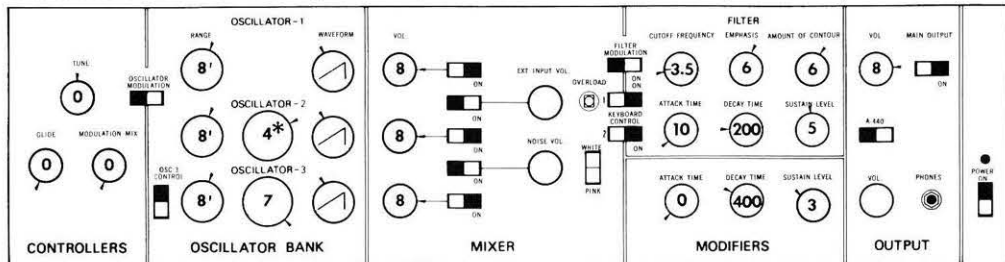 TUNE
0
OSCILLATOR
MODULATION
GLIDE
MODULATION MIX
0
0
CONTROLLERS
OSCILLATOR-1
RANGE
WAVEFORM
8'
OSCILLATOR-2
8'
4*
OSCILLATOR-3
OSC 3
CONTROL
8'
7
OSCILLATOR BANK
VOL.
8
ON
EXT INPUT VOL.
OVERLOAD
ON
8
ON
NOISE VOL
WHITE
PINK
ON
8
ON
MIXER
FILTER
FILTER
MODULATION
ON
ON
1
KEYBOARD
CONTROL
2
ON
CUTOFF FREQUENCY
EMPHASIS
AMOUNT OF CONTOUR
-3.5
6
6
ATTACK TIME
DECAY TIME
SUSTAIN LEVEL
10
200
5
ATTACK TIME
DECAY TIME
SUSTAIN LEVEL
0
400
3
MODIFIERS
VOL
MAIN OUTPUT
8
ON
A-440
VOL.
PHONES
OUTPUT
POWER
ON